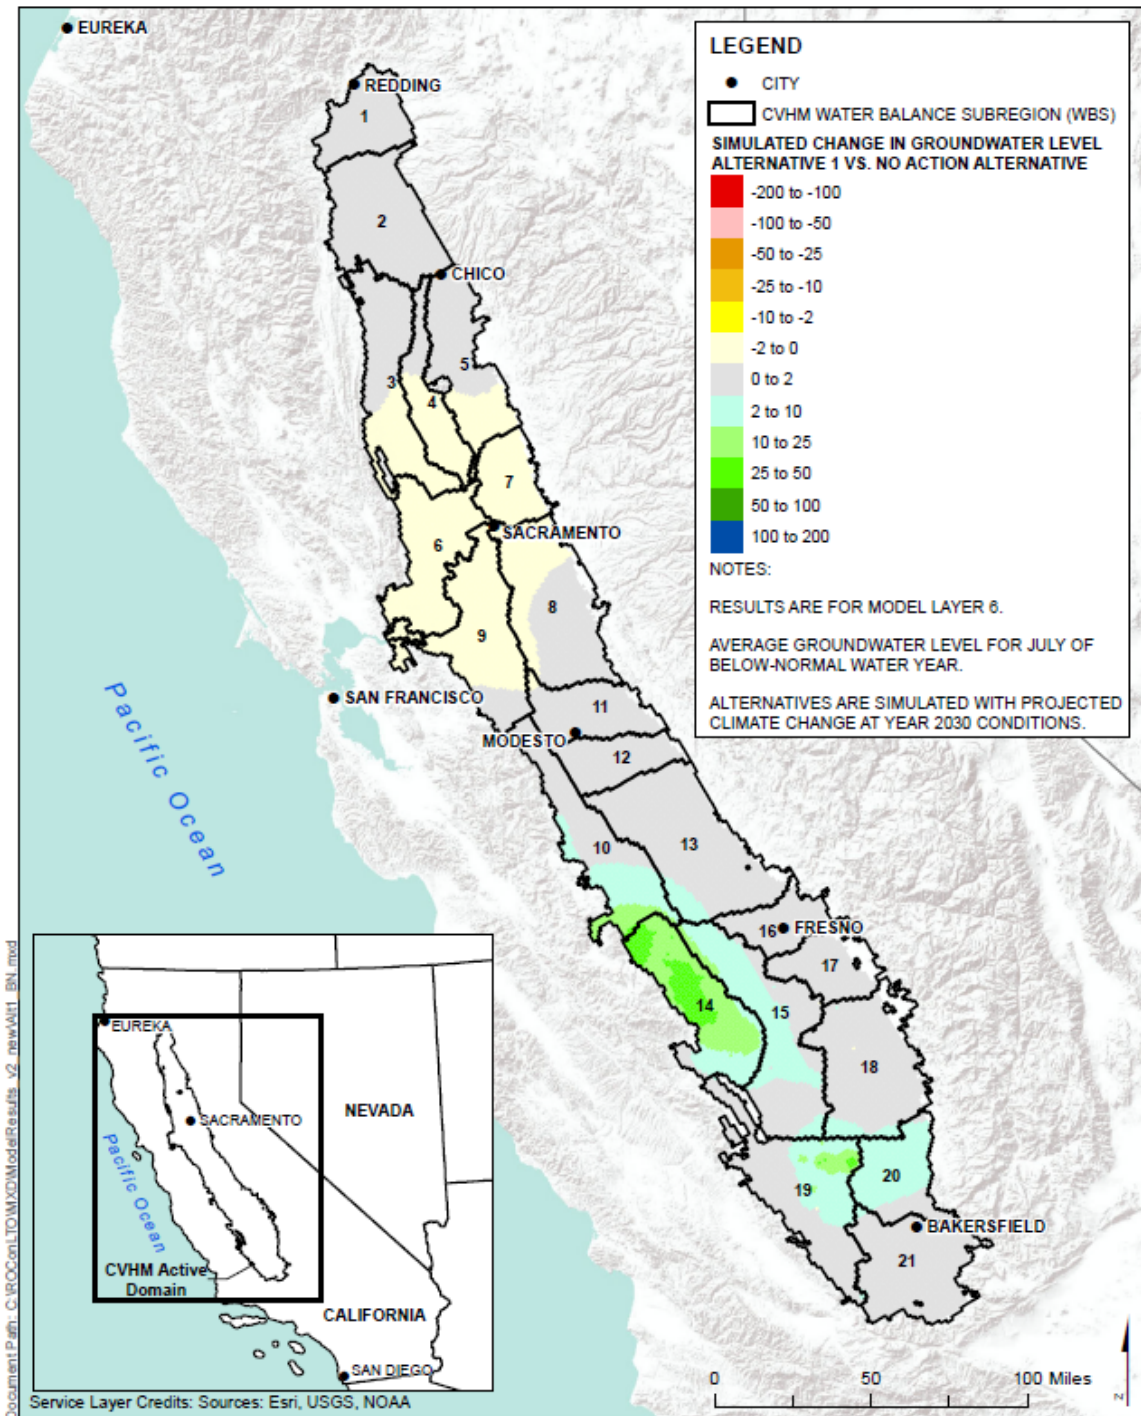 EUREKA
REDDING
1
2
CHICO
5
3
4
7
SACRAMENTO
6
8
9
SAN FRANCISCO
11
MODESTO
12
10
13
16
FRESNO
17
14
15
18
19
20
BAKERSFIELD
21
Pacific Ocean
LEGEND
CITY
CVHM WATER BALANCE SUBREGION (WBS)
SIMULATED CHANGE IN GROUNDWATER LEVEL
ALTERNATIVE 1 VS. NO ACTION ALTERNATIVE
-200 to -100
-100 to -50
-50 to -25
-25 to -10
-10 to -2
-2 to 0
0 to 2
2 to 10
10 to 25
25 to 50
50 to 100
100 to 200
NOTES:
RESULTS ARE FOR MODEL LAYER 6.
AVERAGE GROUNDWATER LEVEL FOR JULY OF
BELOW-NORMAL WATER YEAR.
ALTERNATIVES ARE SIMULATED WITH PROJECTED
CLIMATE CHANGE AT YEAR 2030 CONDITIONS.
EUREKA
SACRAMENTO
NEVADA
Pacific Ocean
CVHM Active
Domain
CALIFORNIA
SAN DIEGO
Service Layer Credits: Sources: Esri, USGS, NOAA
0 50 100 Miles
Z
Document Path: C:\ROConLTO\MXD\ModelResults_v2_newAlt1_BN.mxd